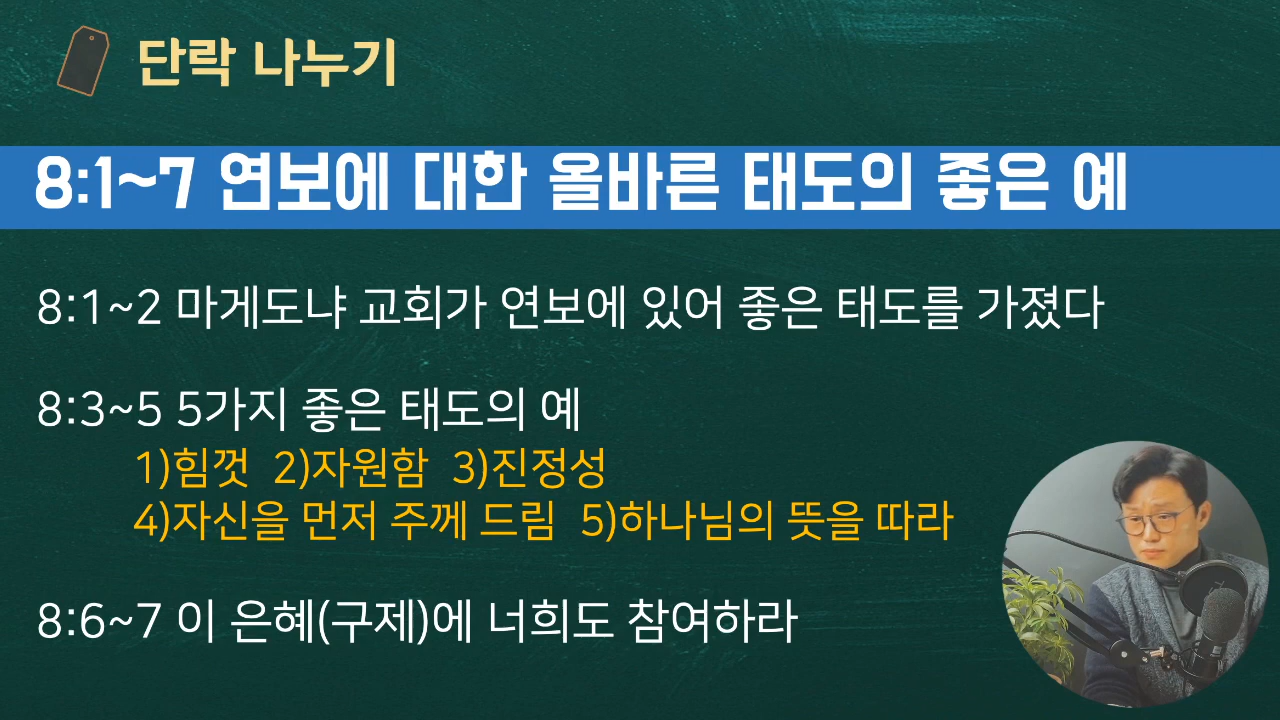 단락 나누기
8:1~7 연보에 대한 올바른 태도의 좋은 예
8:1~2 마게도냐 교회가 연보에 있어 좋은 태도를 가졌다
8:3~5 5가지 좋은 태도의 예
1)힘껏 2)자원함 3)진정성
4)자신을 먼저 주께 드림 5)하나님의 뜻을 따라
8:6~7 이 은혜(구제)에 너희도 참여하라